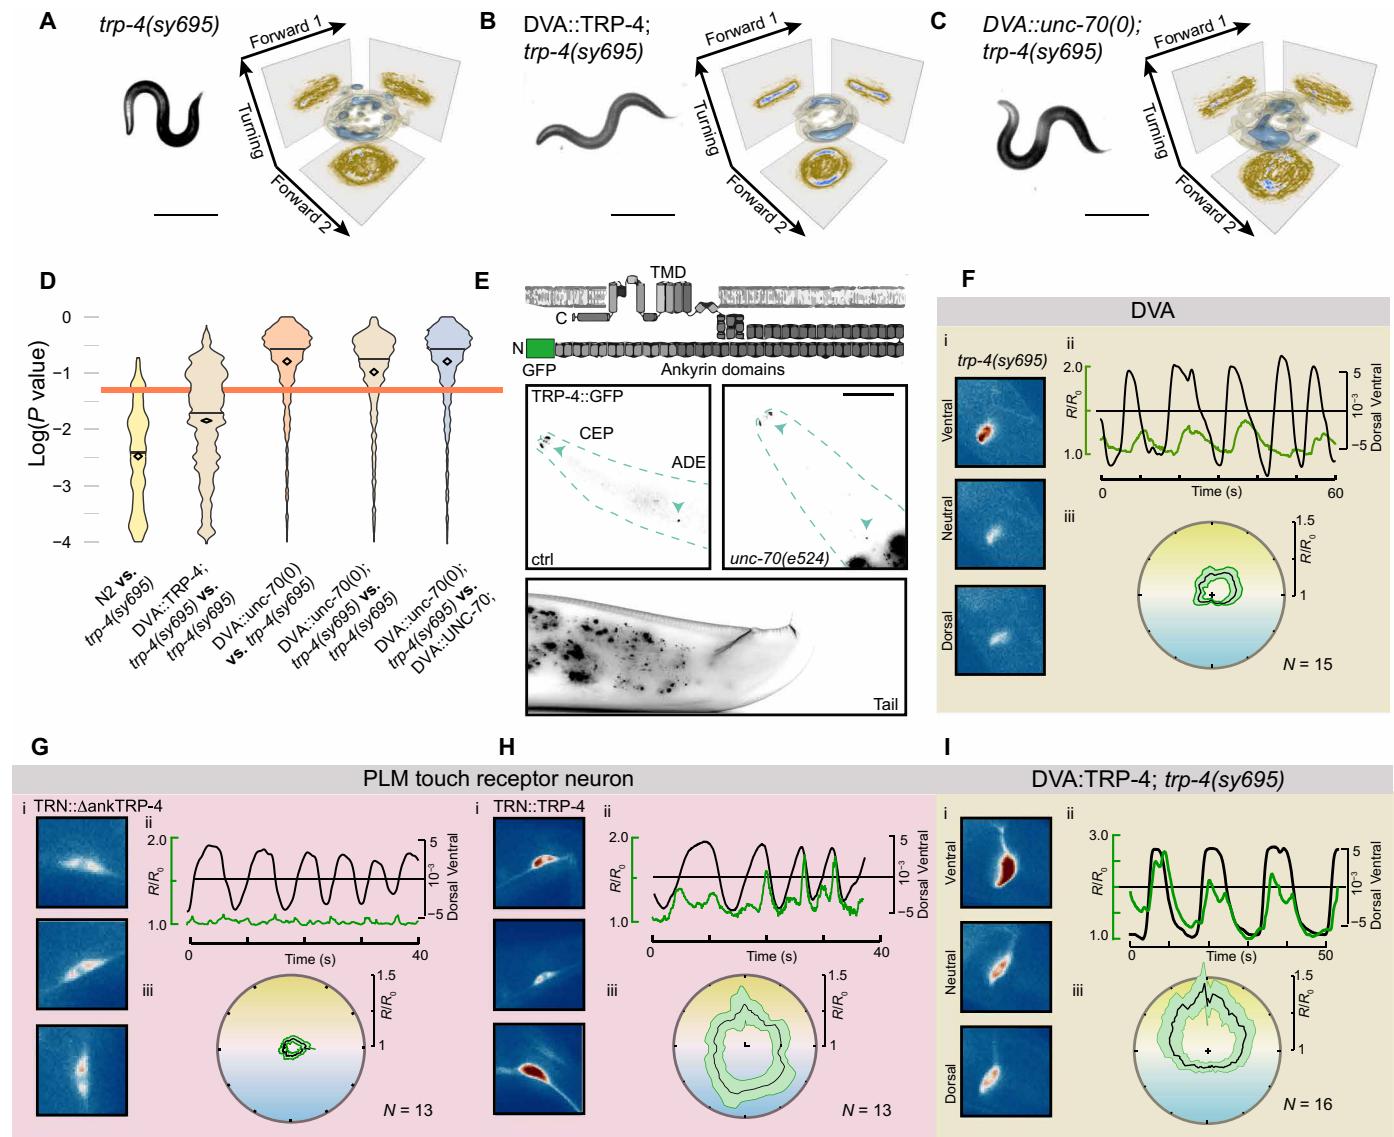 A
trp-4(sy695)
Forward 1
Turning
Forward 2
B
DVA::TRP-4;
trp-4(sy695)
Forward 1
Turning
Forward 2
C
DVA::unc-70(0);
trp-4(sy695)
Forward 1
Turning
Forward 2
D
Log(P value)
0
−1
−2
−3
−4
N2 vs.
trp-4(sy695)
DVA::TRP-4;
trp-4(sy695) vs.
trp-4(sy695)
DVA::unc-70(0)
vs. trp-4(sy695)
DVA::unc-70(0);
trp-4(sy695) vs.
trp-4(sy695)
DVA::unc-70(0);
trp-4(sy695) vs.
DVA::UNC-70;
E
TMD
C
N
GFP
Ankyrin domains
TRP-4::GFP
CEP
ADE
ctrl
unc-70(e524)
Tail
F
DVA
i
trp-4(sy695)
Ventral
Neutral
Dorsal
ii
2.0
R/R0
1.0
5
10−3
−5
Dorsal Ventral
0
Time (s)
60
iii
1.5
R/R0
1
N = 15
G
PLM touch receptor neuron
i
TRN::ΔankTRP-4
ii
2.0
R/R0
1.0
5
10−3
−5
Dorsal Ventral
0
Time (s)
40
iii
1.5
R/R0
1
N = 13
H
i
TRN::TRP-4
ii
2.0
R/R0
1.0
5
10−3
−5
Dorsal Ventral
0
Time (s)
40
iii
1.5
R/R0
1
N = 13
I
DVA:TRP-4; trp-4(sy695)
i
Ventral
Neutral
Dorsal
ii
3.0
R/R0
1.0
5
10−3
−5
Dorsal Ventral
0
Time (s)
50
iii
1.5
R/R0
1
N = 16